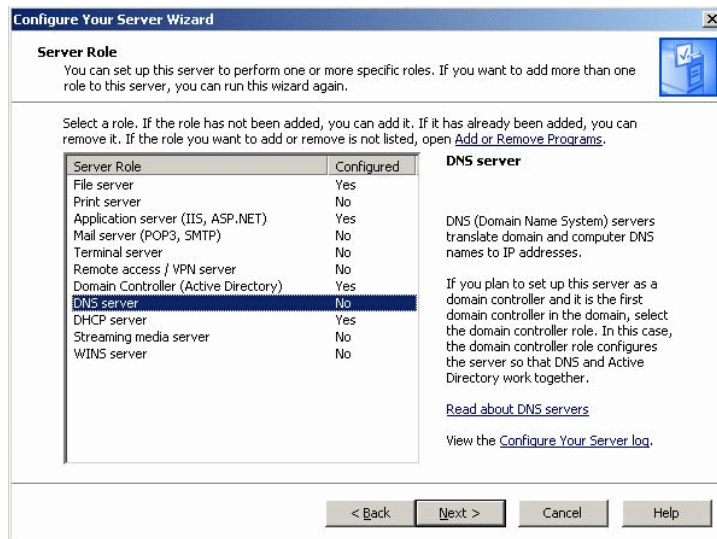 Configure Your Server Wizard
Server Role
You can set up this server to perform one or more specific roles. If you want to add more than one
role to this server, you can run this wizard again.
Select a role. If the role has not been added, you can add it. If it has already been added, you can
remove it. If the role you want to add or remove is not listed, open Add or Remove Programs.
Server Role Configured
File server Yes
Print server No
Application server (IIS, ASP.NET) Yes
Mail server (POP3, SMTP) No
Terminal server No
Remote access / VPN server No
Domain Controller (Active Directory) Yes
DNS server No
DHCP server Yes
Streaming media server No
WINS server No
DNS server
DNS (Domain Name System) servers
translate domain and computer DNS
names to IP addresses.
If you plan to set up this server as a
domain controller and it is the first
domain controller in the domain, select
the domain controller role. In this case,
the domain controller role configures
the server so that DNS and Active
Directory work together.
Read about DNS servers
View the Configure Your Server log.
< Back Next > Cancel Help